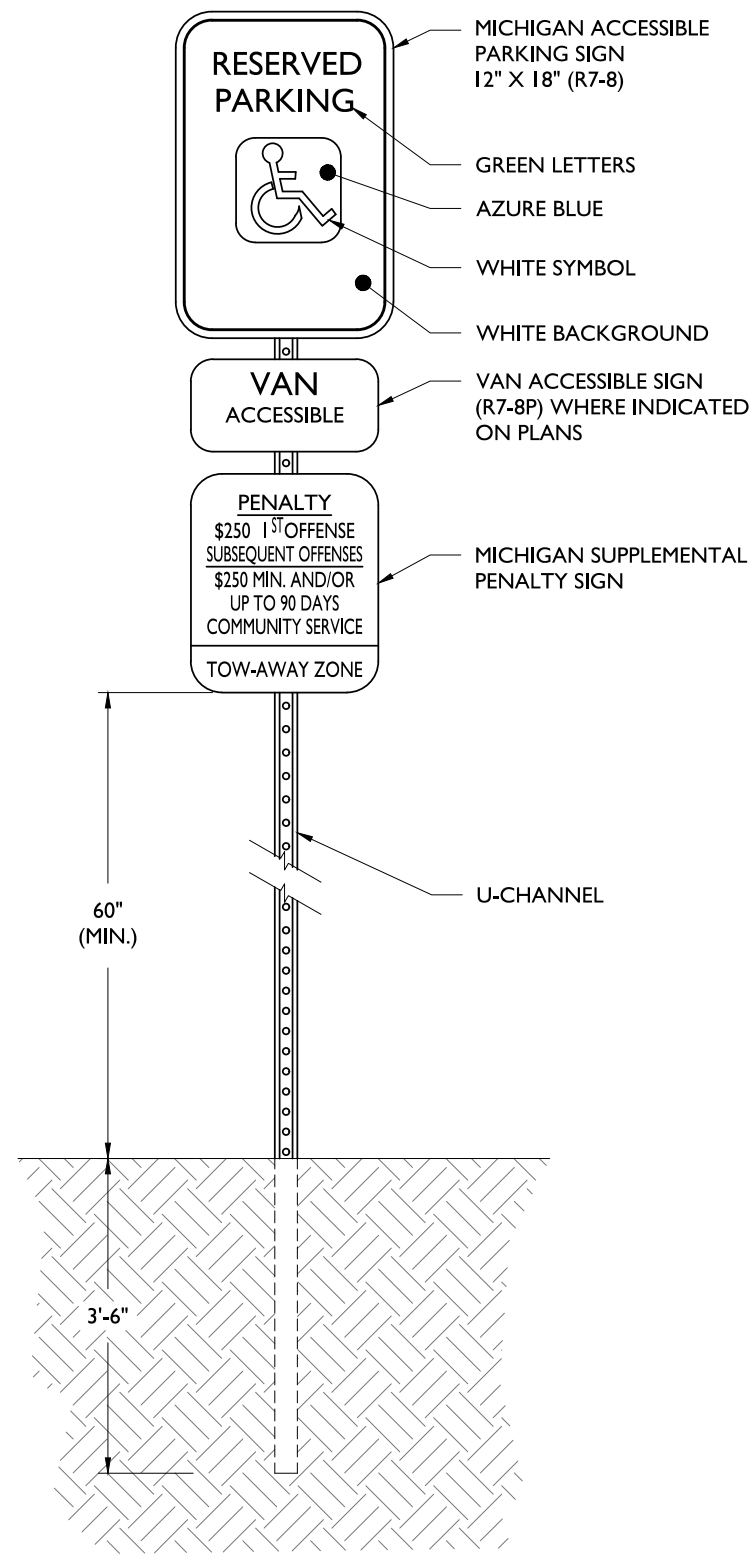 RESERVED
PARKING
MICHIGAN ACCESSIBLE
PARKING SIGN
12" X 18" (R7-8)
GREEN LETTERS
AZURE BLUE
WHITE SYMBOL
WHITE BACKGROUND
VAN
ACCESSIBLE
VAN ACCESSIBLE SIGN
(R7-8P) WHERE INDICATED
ON PLANS
PENALTY
$250 1ST OFFENSE
SUBSEQUENT OFFENSES
$250 MIN. AND/OR
UP TO 90 DAYS
COMMUNITY SERVICE
TOW-AWAY ZONE
MICHIGAN SUPPLEMENTAL
PENALTY SIGN
U-CHANNEL
60"
(MIN.)
3'-6"